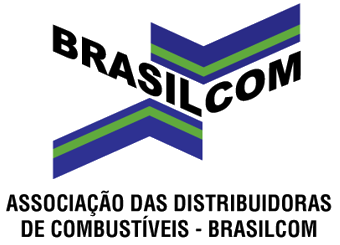 BRASILCOM
ASSOCIAÇÃO DAS DISTRIBUIDORAS
DE COMBUSTÍVEIS - BRASILCOM